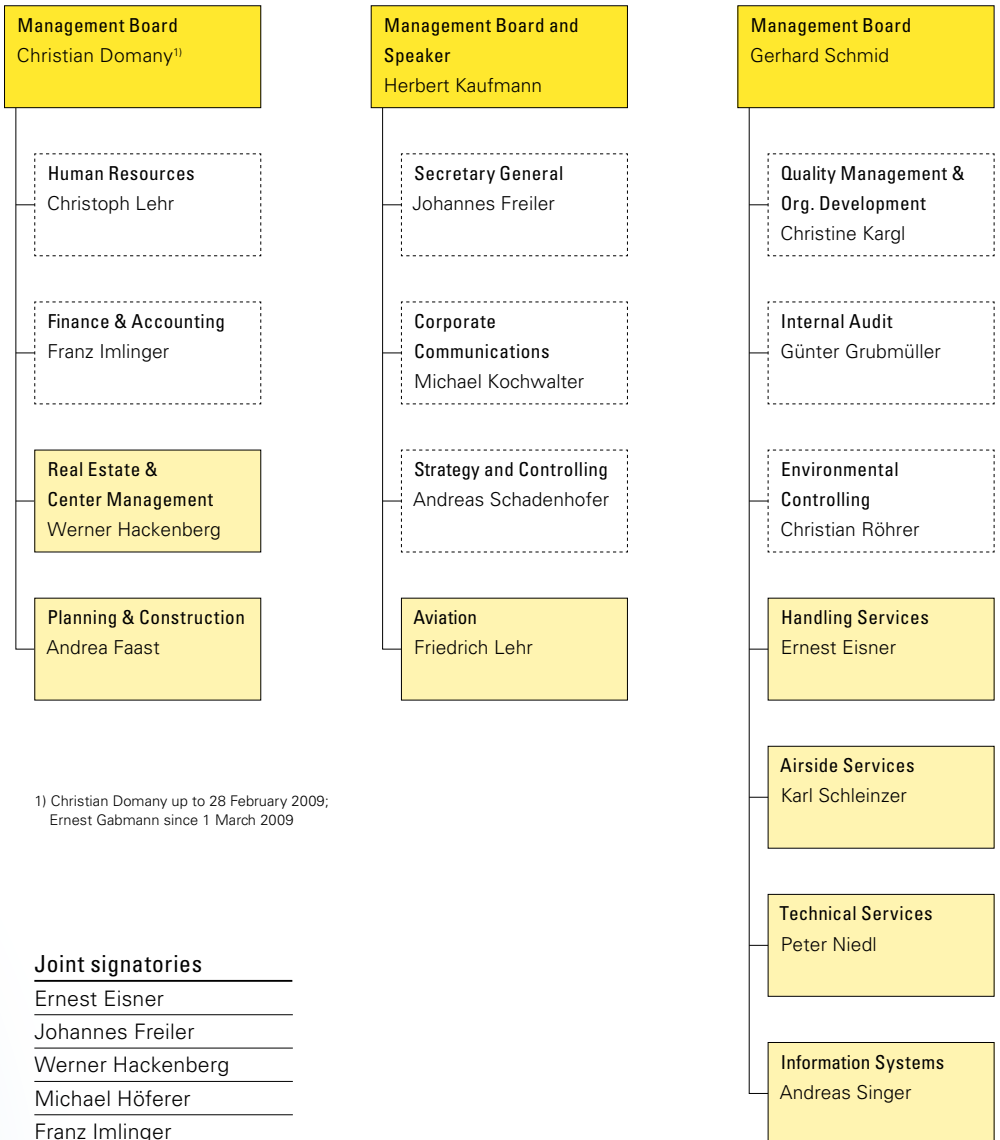 Management Board
Christian Domany1)
Human Resources
Christoph Lehr
Finance & Accounting
Franz Imlinger
Real Estate &
Center Management
Werner Hackenberg
Planning & Construction
Andrea Faast
1) Christian Domany up to 28 February 2009;
Ernest Gabmann since 1 March 2009
Joint signatories
Ernest Eisner
Johannes Freiler
Werner Hackenberg
Michael Höferer
Franz Imlinger
Management Board and
Speaker
Herbert Kaufmann
Secretary General
Johannes Freiler
Corporate
Communications
Michael Kochwalter
Strategy and Controlling
Andreas Schadenhofer
Aviation
Friedrich Lehr
Management Board
Gerhard Schmid
Quality Management &
Org. Development
Christine Kargl
Internal Audit
Günter Grubmüller
Environmental
Controlling
Christian Röhrer
Handling Services
Ernest Eisner
Airside Services
Karl Schleinzer
Technical Services
Peter Niedl
Information Systems
Andreas Singer